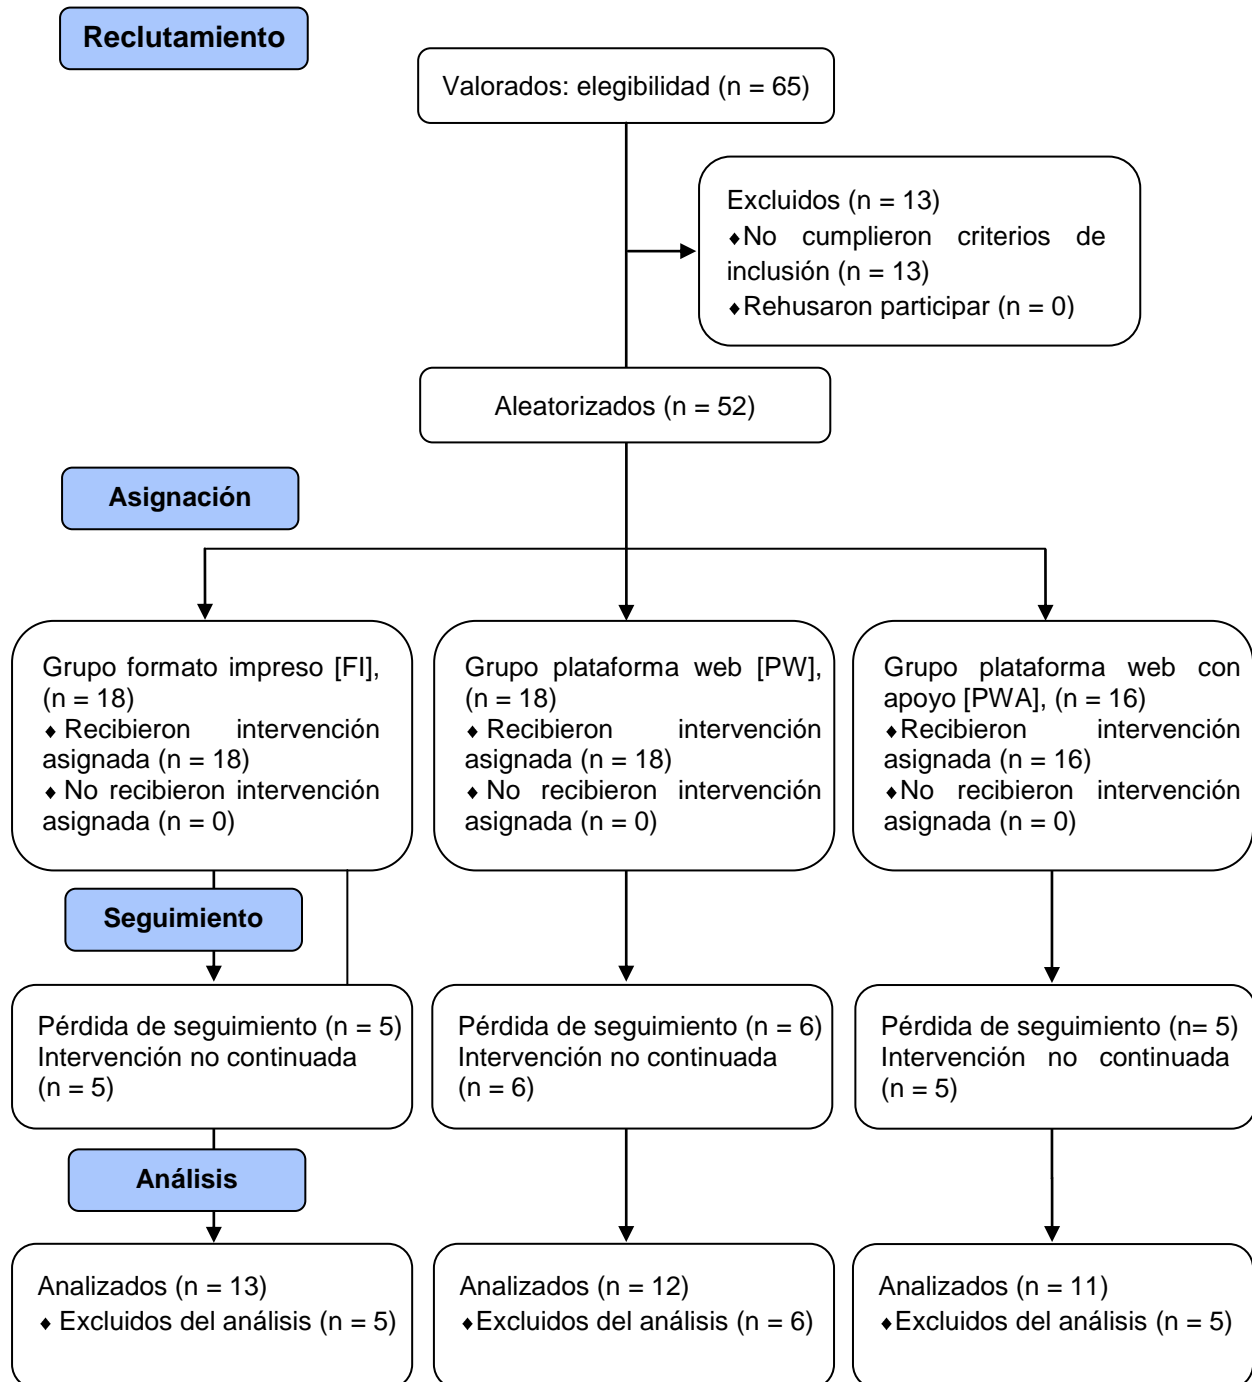 Reclutamiento
Valorados: elegibilidad (n = 65)
Excluidos (n = 13)
♦No cumplieron criterios de
inclusión (n = 13)
♦Rehusaron participar (n = 0)
Aleatorizados (n = 52)
Asignación
Grupo formato impreso [FI],
(n = 18)
♦ Recibieron intervención
asignada (n = 18)
♦ No recibieron intervención
asignada (n = 0)
Grupo plataforma web [PW],
(n = 18)
♦ Recibieron intervención
asignada (n = 18)
♦ No recibieron intervención
asignada (n = 0)
Grupo plataforma web con
apoyo [PWA], (n = 16)
♦Recibieron intervención
asignada (n = 16)
♦No recibieron intervención
asignada (n = 0)
Seguimiento
Pérdida de seguimiento (n = 5)
Intervención no continuada
(n = 5)
Pérdida de seguimiento (n = 6)
Intervención no continuada
(n = 6)
Pérdida de seguimiento (n= 5)
Intervención no continuada
(n = 5)
Análisis
Analizados (n = 13)
♦ Excluidos del análisis (n = 5)
Analizados (n = 12)
♦Excluidos del análisis (n = 6)
Analizados (n = 11)
♦Excluidos del análisis (n = 5)